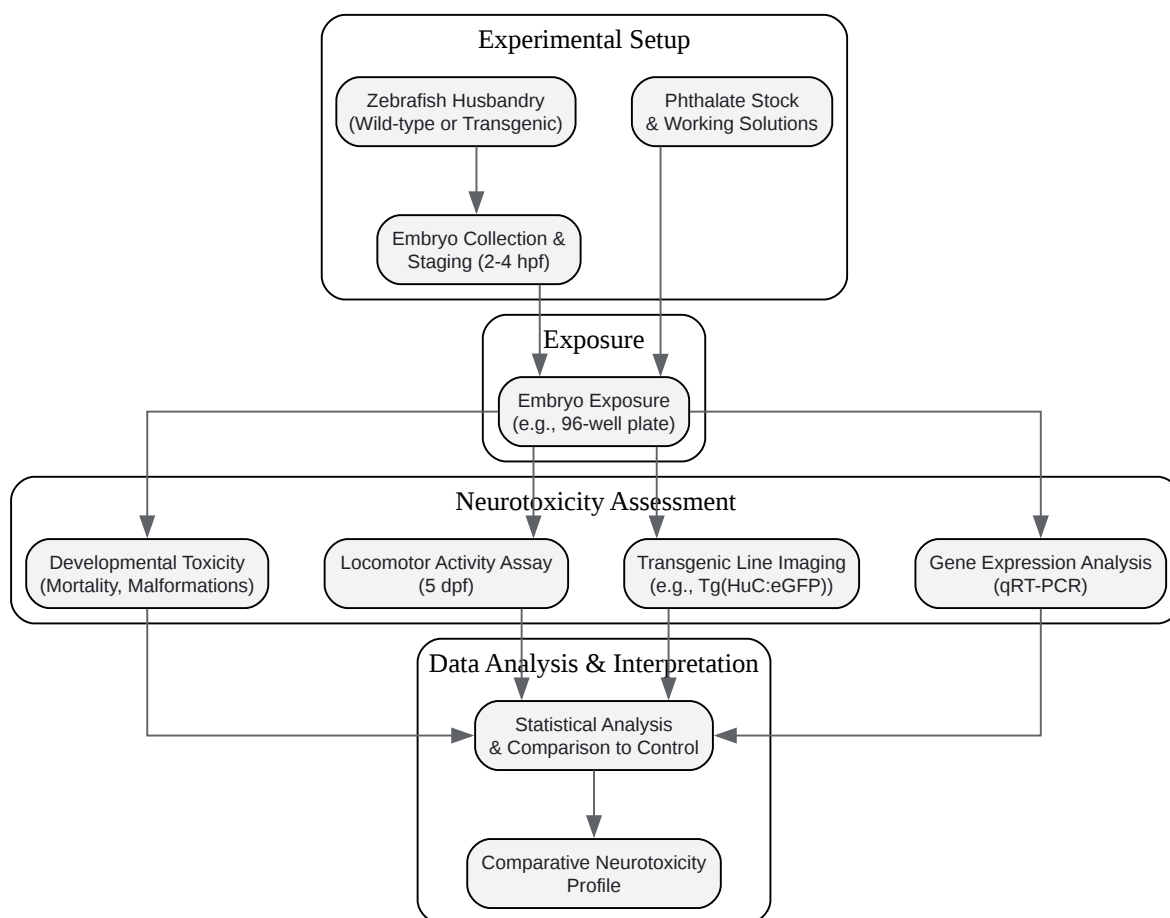 Experimental Setup
Zebrafish Husbandry
(Wild-type or Transgenic)
Phthalate Stock
& Working Solutions
Embryo Collection &
Staging (2-4 hpf)
Exposure
Embryo Exposure
(e.g., 96-well plate)
Neurotoxicity Assessment
Developmental Toxicity
(Mortality, Malformations)
Locomotor Activity Assay
(5 dpf)
Transgenic Line Imaging
(e.g., Tg(HuC:eGFP))
Gene Expression Analysis
(qRT-PCR)
Data Analysis & Interpretation
Statistical Analysis
& Comparison to Control
Comparative Neurotoxicity
Profile